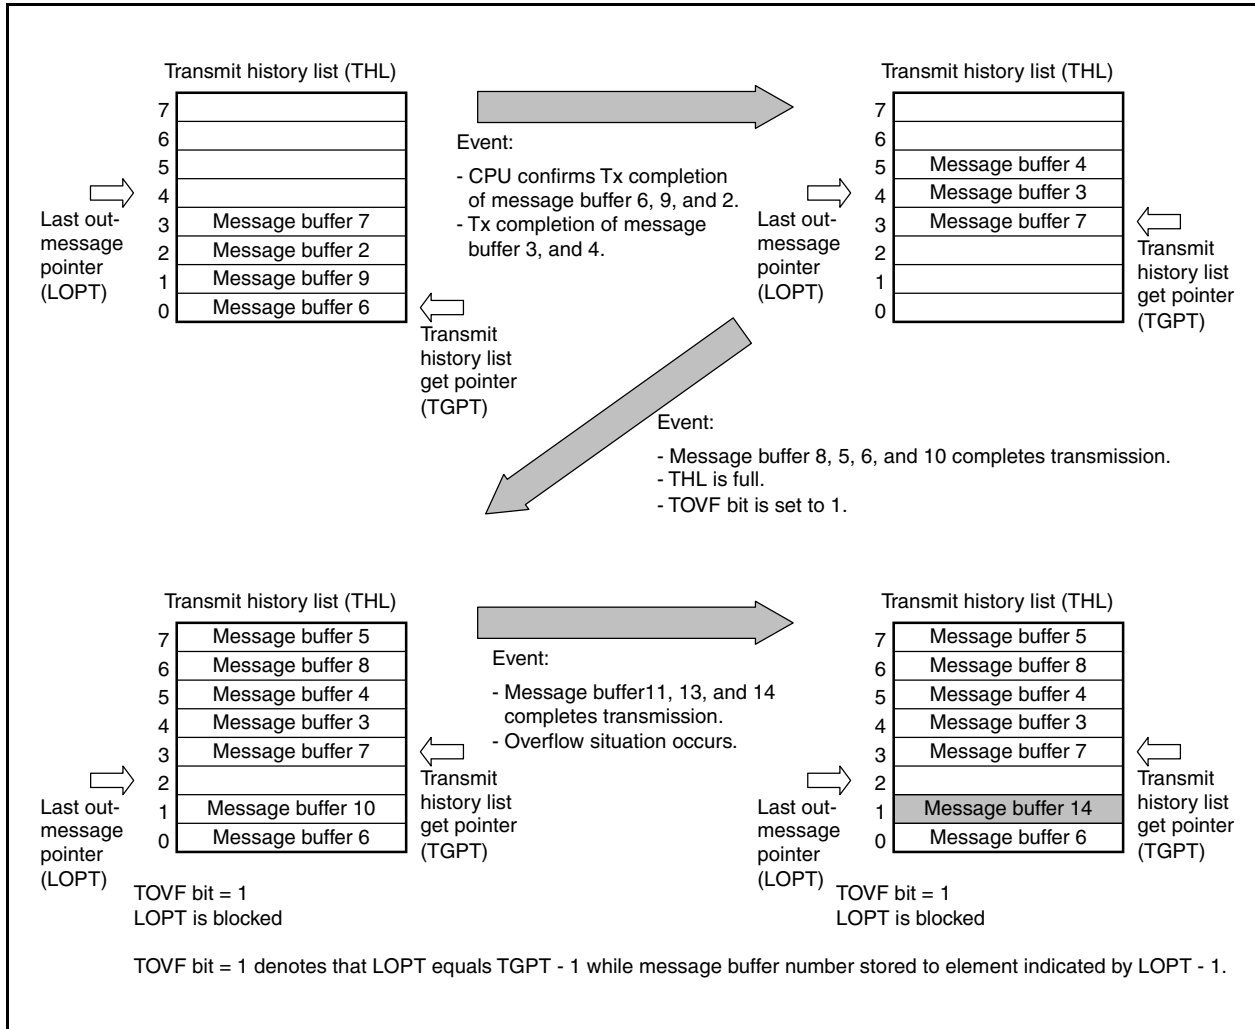 Transmit history list (THL)
7
6
5
4
3 Message buffer 7
2 Message buffer 2
1 Message buffer 9
0 Message buffer 6
Last out-
message
pointer
(LOPT)
Transmit
history list
get pointer
(TGPT)
Event:
- CPU confirms Tx completion
of message buffer 6, 9, and 2.
- Tx completion of message
buffer 3, and 4.
Transmit history list (THL)
7
6
5 Message buffer 4
4 Message buffer 3
3 Message buffer 7
2
1
0
Last out-
message
pointer
(LOPT)
Transmit
history list
get pointer
(TGPT)
Event:
- Message buffer 8, 5, 6, and 10 completes transmission.
- THL is full.
- TOVF bit is set to 1.
Transmit history list (THL)
7 Message buffer 5
6 Message buffer 8
5 Message buffer 4
4 Message buffer 3
3 Message buffer 7
2
1 Message buffer 10
0 Message buffer 6
Last out-
message
pointer
(LOPT)
Transmit
history list
get pointer
(TGPT)
TOVF bit = 1
LOPT is blocked
Event:
- Message buffer11, 13, and 14
completes transmission.
- Overflow situation occurs.
Transmit history list (THL)
7 Message buffer 5
6 Message buffer 8
5 Message buffer 4
4 Message buffer 3
3 Message buffer 7
2
1 Message buffer 14
0 Message buffer 6
Last out-
message
pointer
(LOPT)
Transmit
history list
get pointer
(TGPT)
TOVF bit = 1
LOPT is blocked
TOVF bit = 1 denotes that LOPT equals TGPT - 1 while message buffer number stored to element indicated by LOPT - 1.